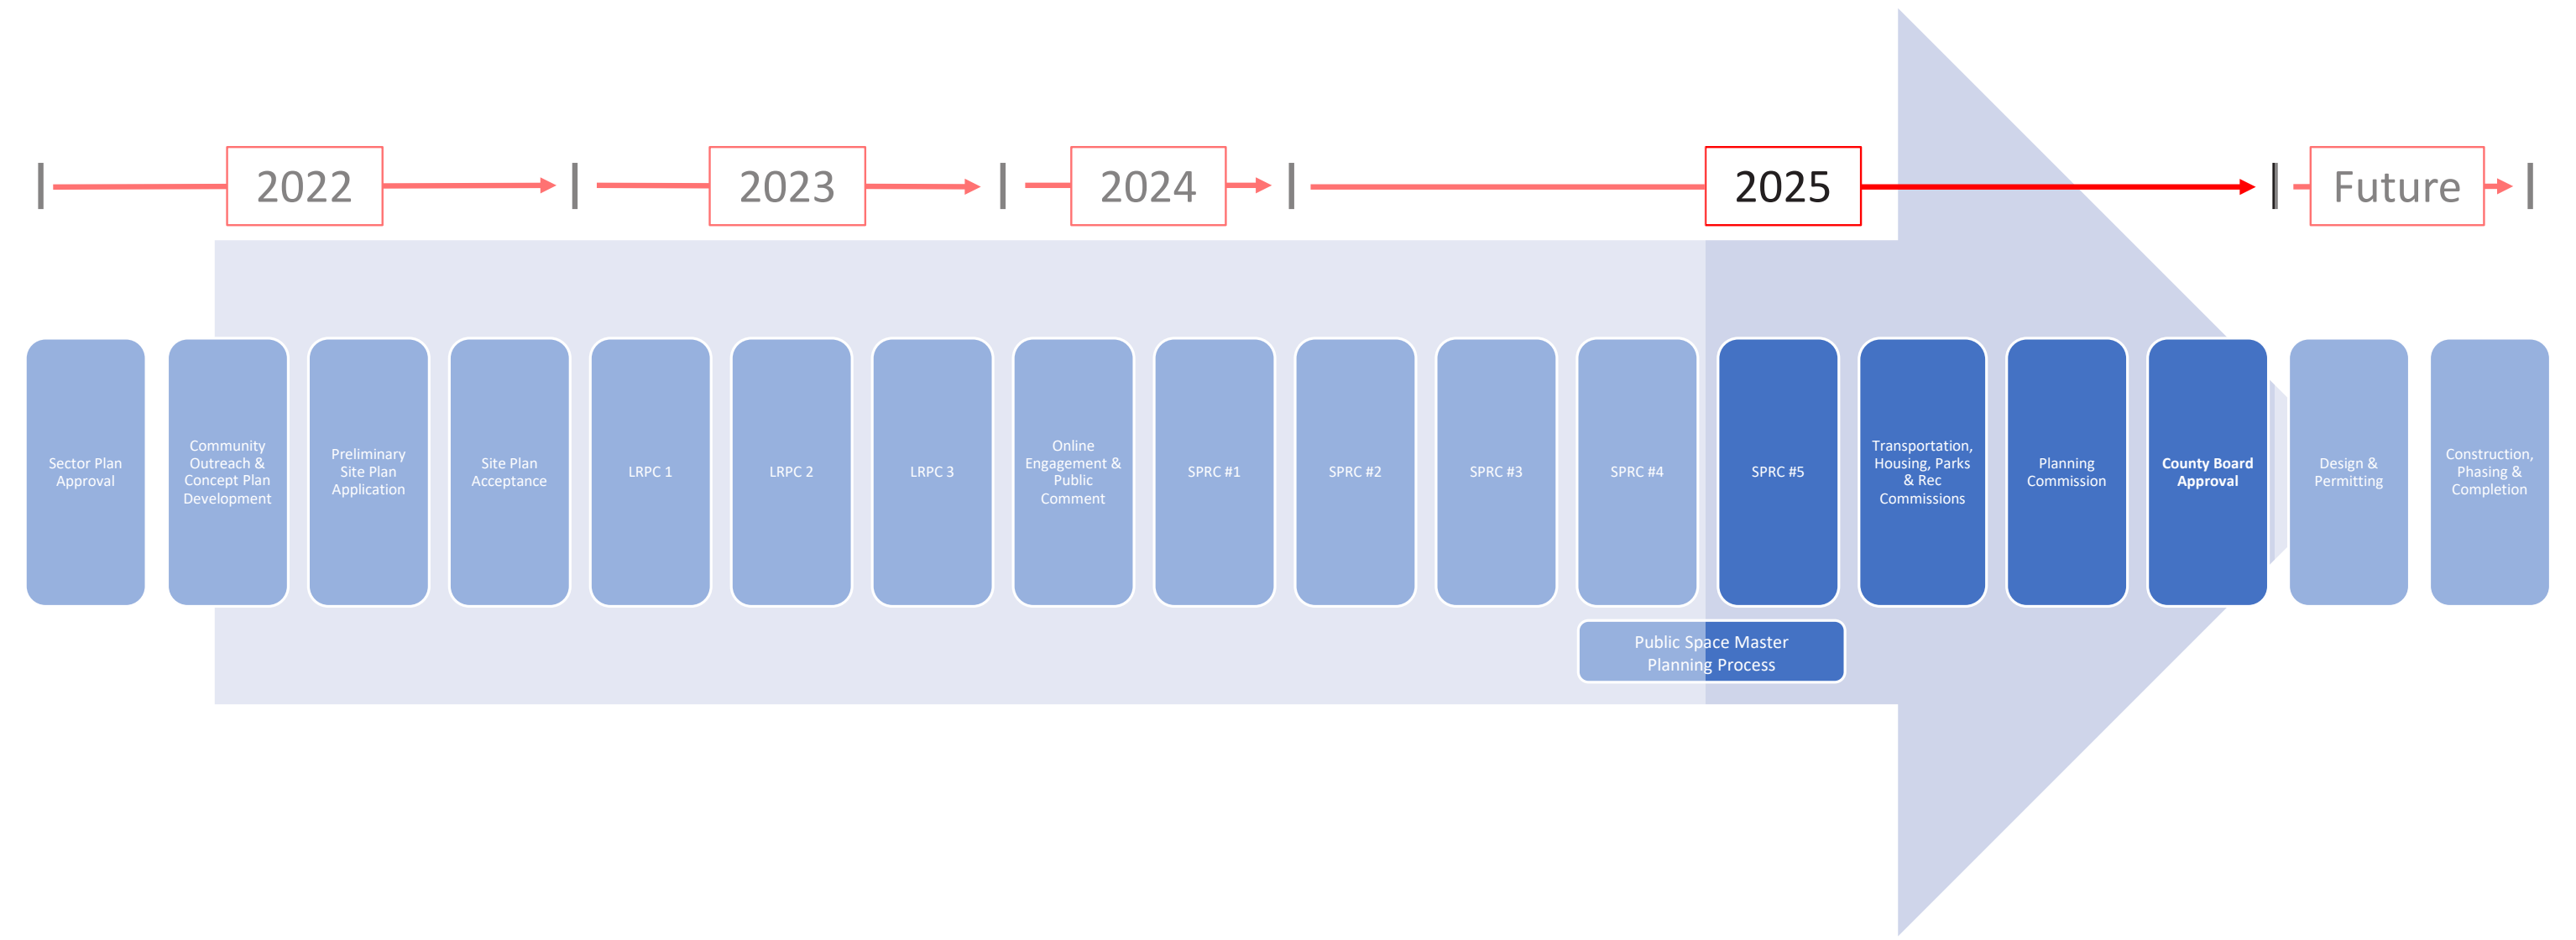 2022
2023
2024
2025
Future
Sector Plan
Approval
Community
Outreach &
Concept Plan
Development
Preliminary
Site Plan
Application
Site Plan
Acceptance
LRPC 1
LRPC 2
LRPC 3
Online
Engagement &
Public
Comment
SPRC #1
SPRC #2
SPRC #3
SPRC #4
SPRC #5
Transportation,
Housing, Parks
& Rec
Commissions
Planning
Commission
County Board
Approval
Design &
Permitting
Construction,
Phasing &
Completion
Public Space Master
Planning Process